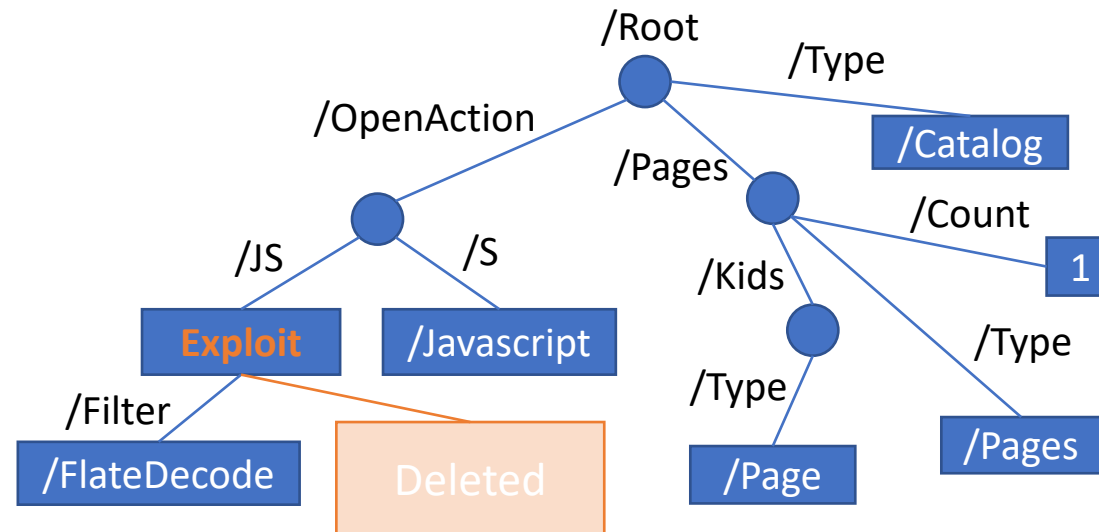 /Root
/Type
/OpenAction
/Catalog
/Pages
/Count
/JS
/S
/Kids
1
Exploit
/Javascript
/Type
/Type
/Filter
/FlateDecode
Deleted
/Page
/Pages